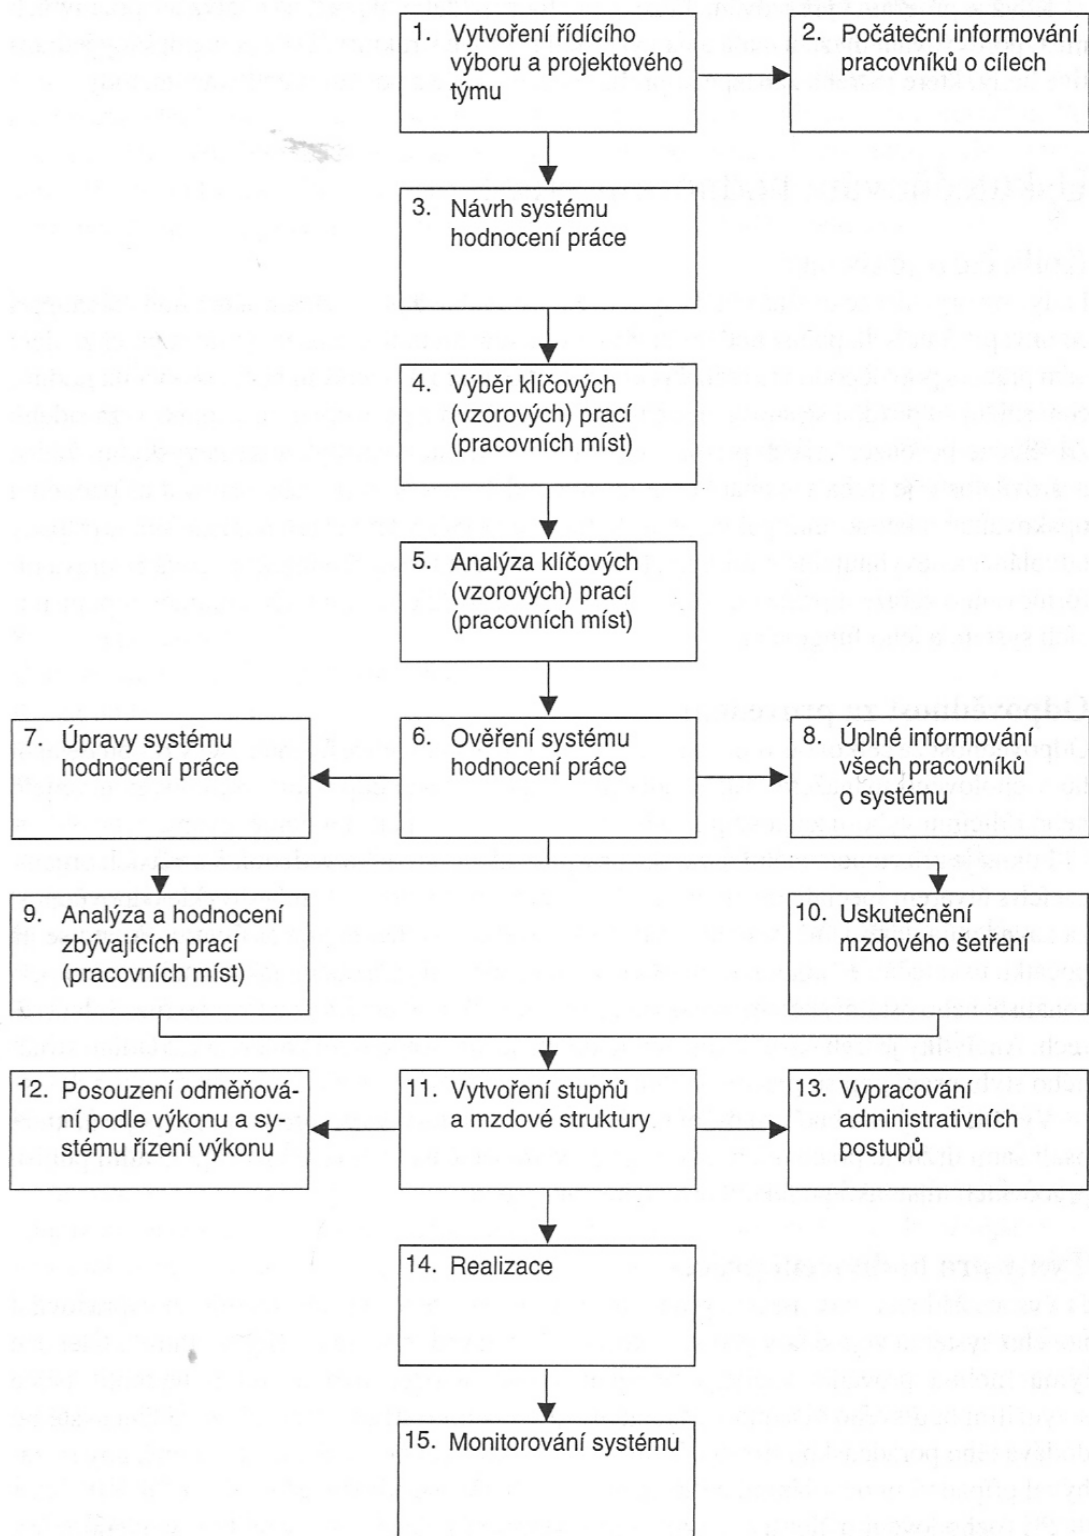 1. Vytvoření řídícího
výboru a projektového
týmu
2. Počáteční informování
pracovníků o cílech
3. Návrh systému
hodnocení práce
4. Výběr klíčových
(vzorových) prací
(pracovních míst)
5. Analýza klíčových
(vzorových) prací
(pracovních míst)
7. Úpravy systému
hodnocení práce
6. Ověření systému
hodnocení práce
8. Úplné informování
všech pracovníků
o systému
9. Analýza a hodnocení
zbývajících prací
(pracovních míst)
10. Uskutečnění
mzdového šetření
12. Posouzení odměňová-
ní podle výkonu a sy-
stému řízení výkonu
11. Vytvoření stupňů
a mzdové struktury
13. Vypracování
administrativních
postupů
14. Realizace
15. Monitorování systému